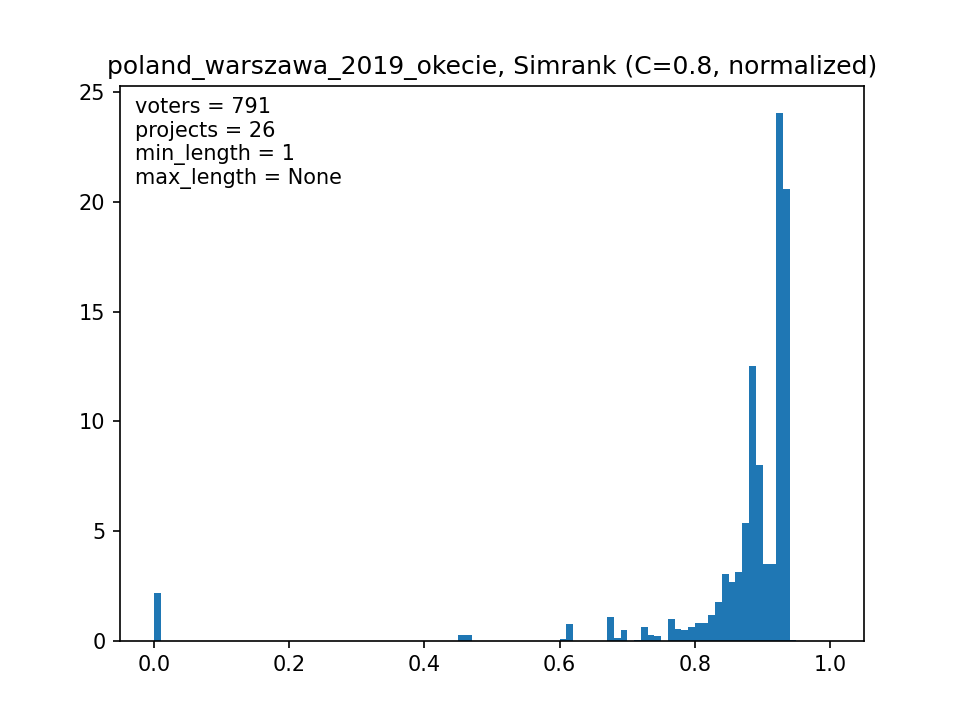 poland_warszawa_2019_okecie, Simrank (C=0.8, normalized)
voters = 791
projects = 26
min_length = 1
max_length = None
25
20
15
10
5
0
0.0 0.2 0.4 0.6 0.8 1.0